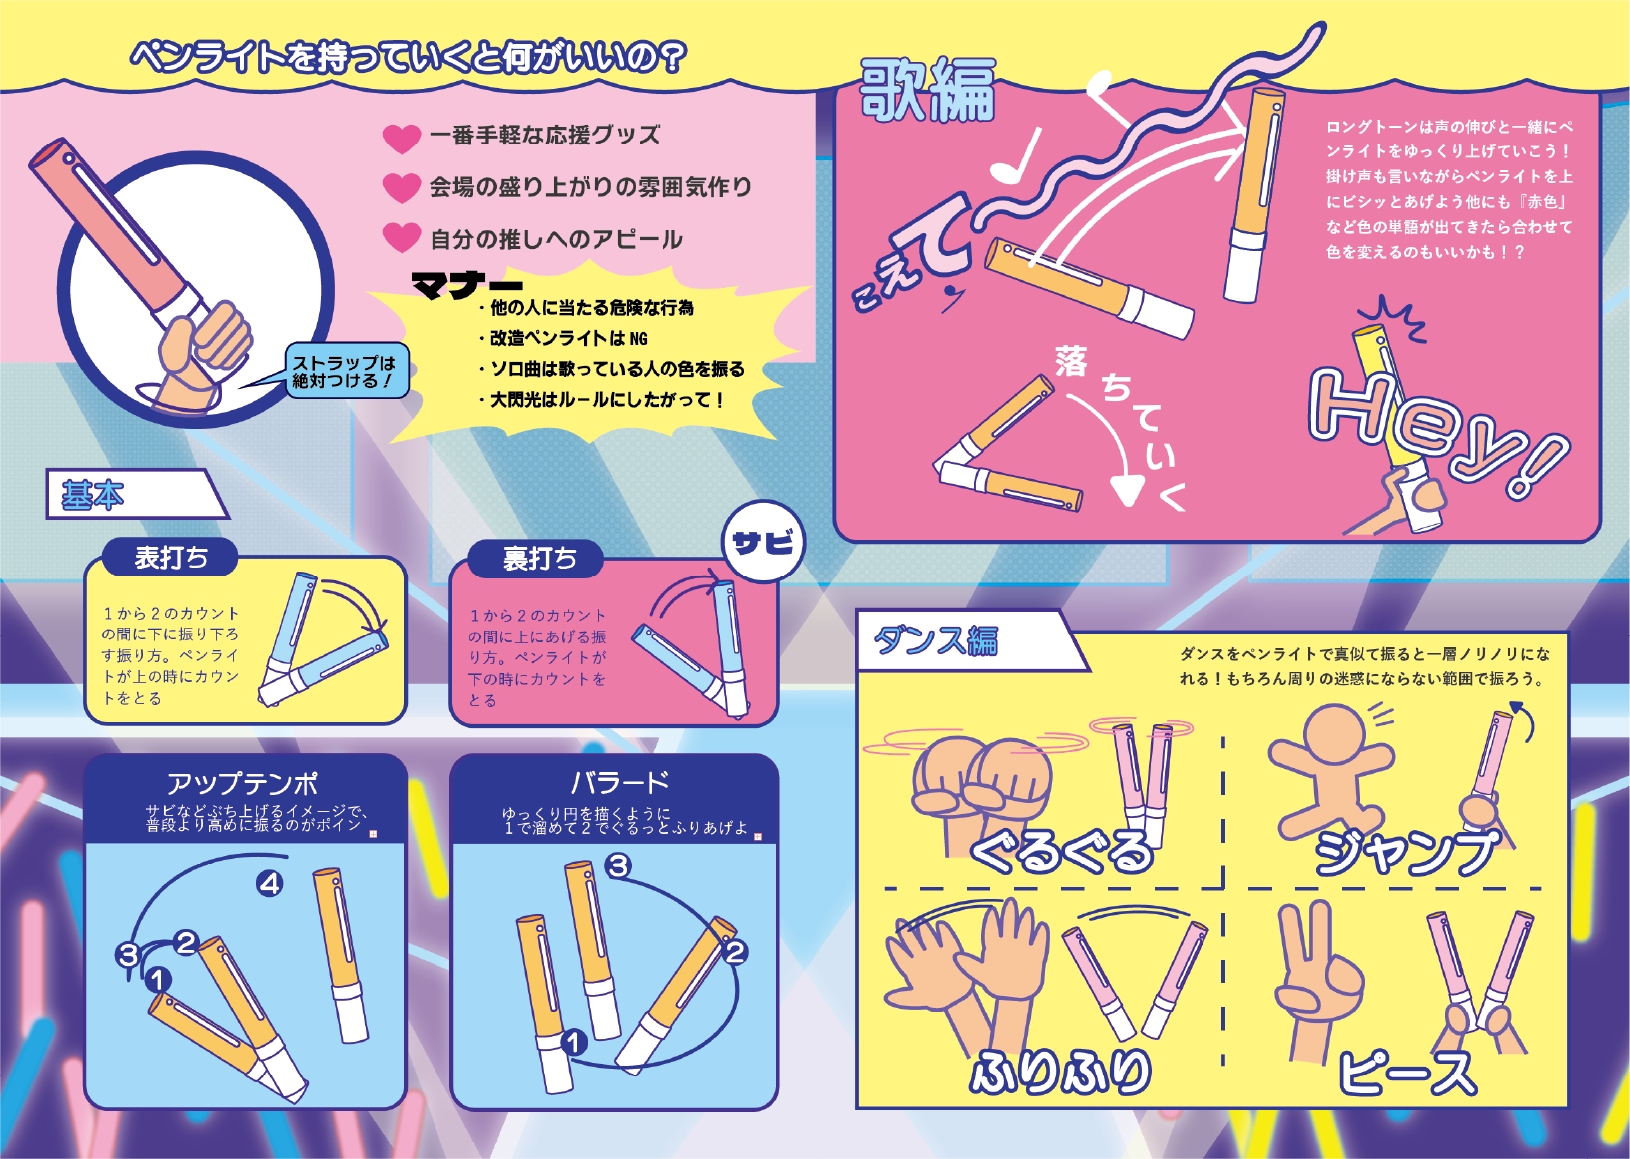 ペンライトを持っていくと何がいいの？
一番手軽な応援グッズ
会場の盛り上がりの雰囲気作り
自分の推しへのアピール
マナー
・他の人に当たる危険な行為
・改造ペンライトは NG
・ソロ曲は歌っている人の色を振る
・大閃光はルールにしたがって！
ストラップは
絶対つける！
基本
表打ち
１から２のカウント
の間に下に振り下ろ
す振り方。ペンライ
トが上の時にカウン
トをとる
裏打ち
サビ
１から２のカウント
の間に上にあげる振
り方。ペンライトが
下の時にカウントを
とる
アップテンポ
サビなどぶち上げるイメージで、
普段より高めに振るのがポイン
1
2
3
4
バラード
ゆっくり円を描くように
１で溜めて２でぐるっとふりあげよ
1
2
3
歌編
ロングトーンは声の伸びと一緒にペ
ンライトをゆっくり上げていこう！
掛け声も言いながらペンライトを上
にビシッとあげよう他にも『赤色』
など色の単語が出てきたら合わせて
色を変えるのもいいかも！？
こえて
落ちていく
Hey!
ダンス編
ダンスをペンライトで真似て振ると一層ノリノリにな
れる！もちろん周りの迷惑にならない範囲で振ろう。
ぐるぐる
ジャンプ
ふりふり
ピース